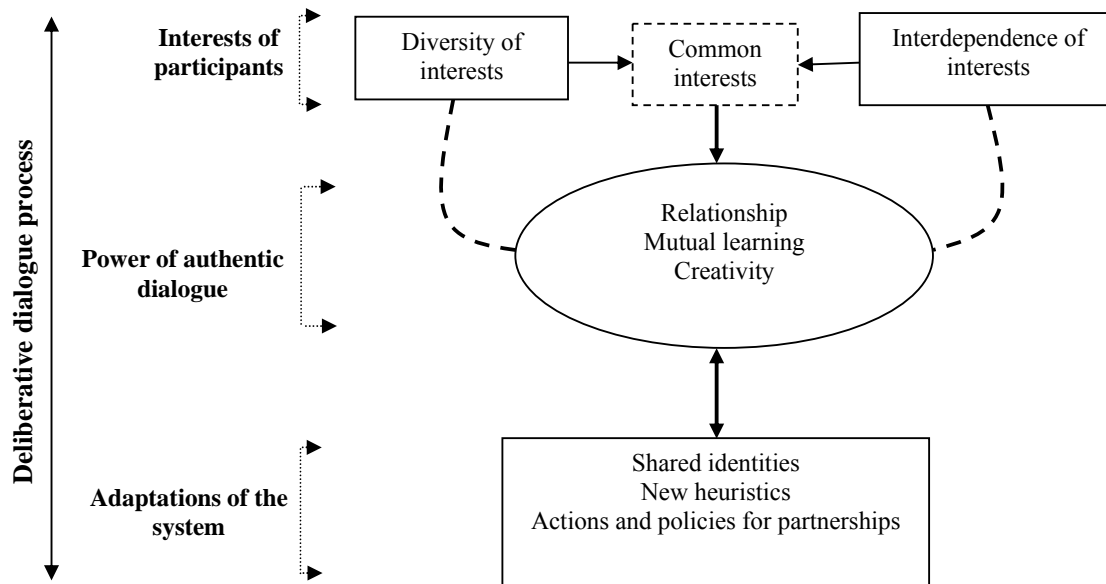 Deliberative dialogue process
Interests of
participants
Diversity of
interests
Common
interests
Interdependence of
interests
Power of authentic
dialogue
Relationship
Mutual learning
Creativity
Adaptations of the
system
Shared identities
New heuristics
Actions and policies for partnerships